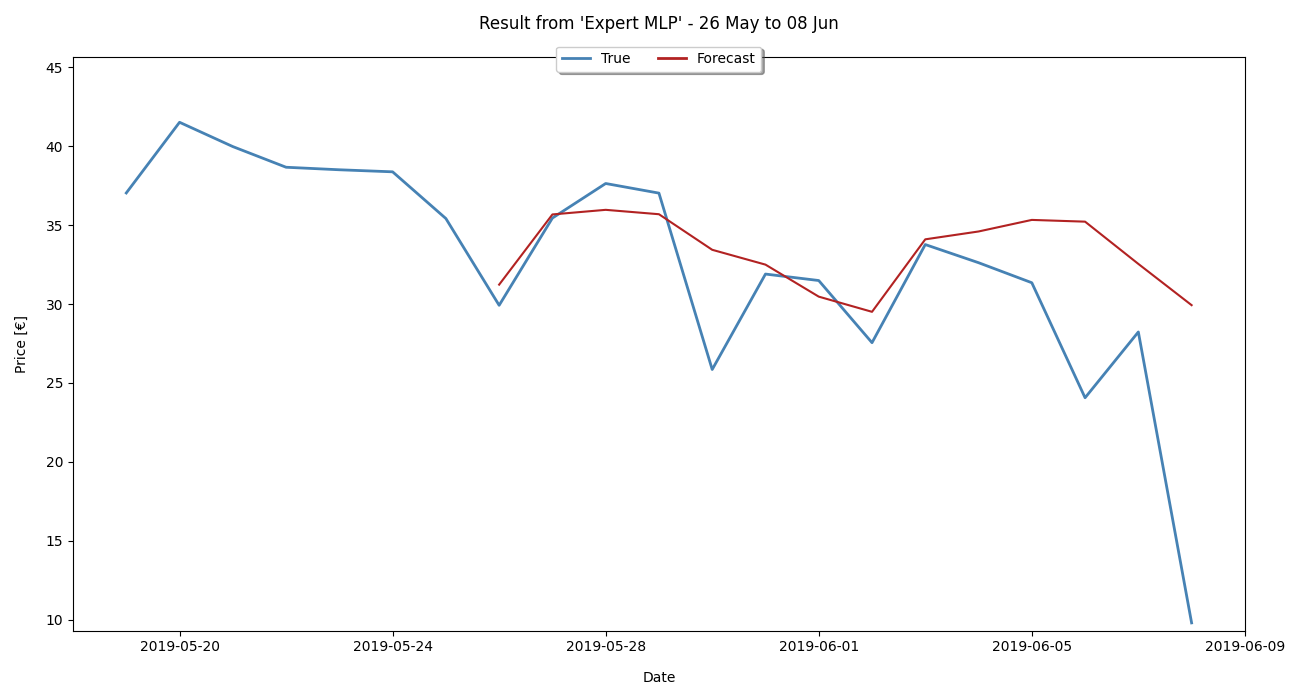 Result from 'Expert MLP' - 26 May to 08 Jun
True Forecast
45
40
35
30
25
20
15
10
Price [€]
2019-05-20 2019-05-24 2019-05-28 2019-06-01 2019-06-05 2019-06-09
Date